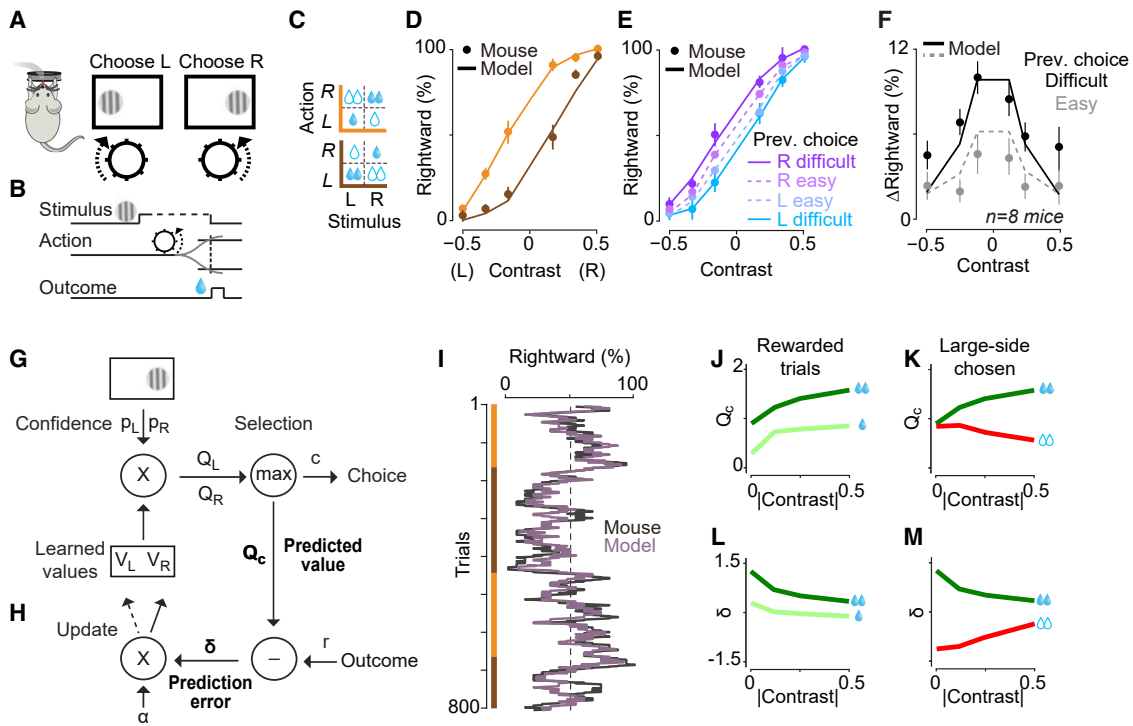 A
Choose L Choose R
B
Stimulus
Action
Outcome
C
Action
R
L
R
L
L R
Stimulus
D
Mouse
Model
Rightward (%)
100
0
−0.5 0 0.5
(L) Contrast (R)
E
Mouse
Model
Rightward (%)
100
0
Prev. choice
R difficult
R easy
L easy
L difficult
−0.5 0 0.5
Contrast
F
Model
Prev. choice
Difficult
Easy
ΔRightward (%)
12
0
n=8 mice
−0.5 0 0.5
Contrast
G
Confidence
pL pR
Selection
X
QL
QR
max
c
Choice
Learned values
VL VR
Qc
Predicted value
H
Update
X
δ
Prediction error
−
r
Outcome
α
I
Rightward (%)
0 100
1
Trials
800
Mouse
Model
J
Rewarded trials
Qc
2
0
0 0.5
|Contrast|
K
Large-side chosen
Qc
0 0.5
|Contrast|
L
δ
1.5
-1.5
0 0.5
|Contrast|
M
δ
0 0.5
|Contrast|